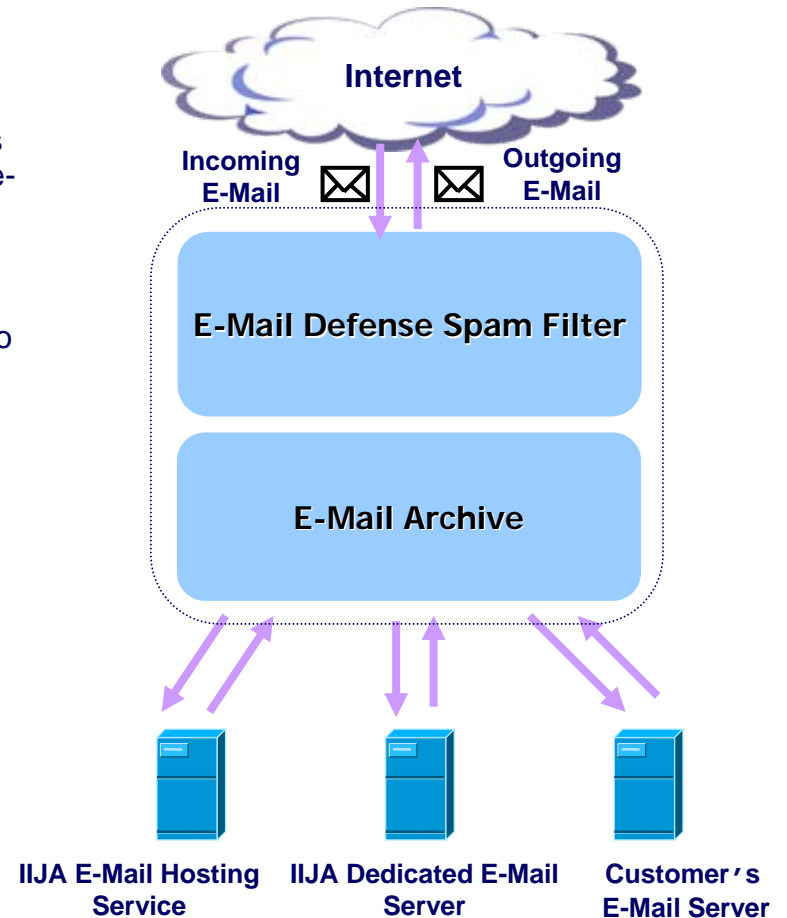 Internet
s
e-
Incoming
E-Mail
Outgoing
E-Mail
E-Mail Defense Spam Filter
o
E-Mail Archive
IIJA E-Mail Hosting
Service
IIJA Dedicated E-Mail
Server
Customer's
E-Mail Server